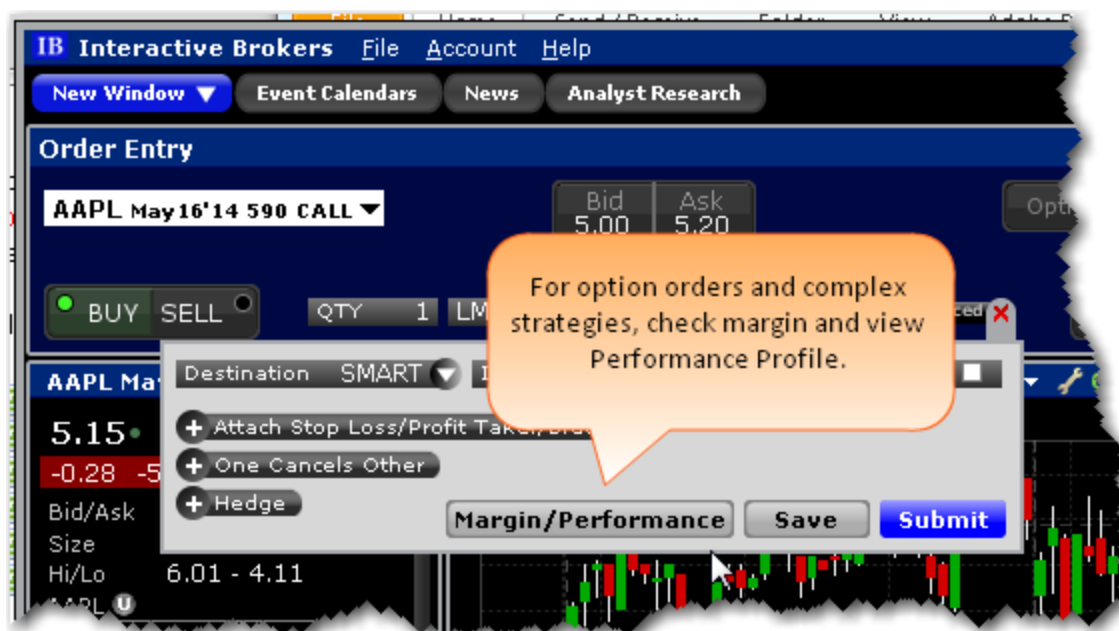 IB Interactive Brokers File Account Help
New Window Event Calendars News Analyst Research
Order Entry
AAPL May16'14 590 CALL Bid Ask
5.00 5.20
For option orders and complex
strategies, check margin and view
Performance Profile.
BUY SELL QTY 1
Destination SMART
AAPL
Attach Stop Loss/Profit
5.15
-0.28
One Cancels Other
Hedge
Bid/Ask
Margin/Performance Save Submit
Size
Hi/Lo 6.01 - 4.11
AAPL U